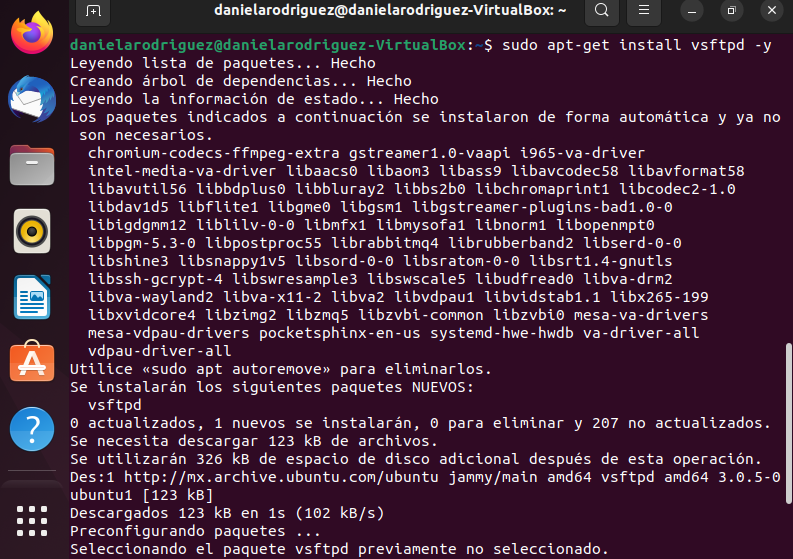 danielarodriguez@danielarodriguez-VirtualBox: ~
danielarodriguez@danielarodriguez-VirtualBox:~$ sudo apt-get install vsftpd -y
Leyendo lista de paquetes... Hecho
Creando árbol de dependencias... Hecho
Leyendo la información de estado... Hecho
Los paquetes indicados a continuación se instalaron de forma automática y ya no
son necesarios.
chromium-codecs-ffmpeg-extra gstreamer1.0-vaapi i965-va-driver
intel-media-va-driver libaacs0 libaom3 libass9 libavcodec58 libavformat58
libavutil56 libbdplus0 libbluray2 libbs2b0 libchromaprint1 libcodec2-1.0
libdav1d5 libflite1 libgme0 libgsm1 libgstreamer-plugins-bad1.0-0
libigdgmm12 liblilv-0-0 libmfx1 libmysofa1 libnorm1 libopenmpt0
libpgm-5.3-0 libpostproc55 librabbitmq4 librubberband2 libserd-0-0
libshine3 libsnappy1v5 libsord-0-0 libsratom-0-0 libsrt1.4-gnutls
libssh-gcrypt-4 libswresample3 libswscale5 libudfread0 libva-drm2
libva-wayland2 libva-x11-2 libva2 libvdpau1 libvidstab1.1 libx265-199
libxvidcore4 libzimg2 libzmq5 libzvbi-common libzvbi0 mesa-va-drivers
mesa-vdpau-drivers pocketsphinx-en-us systemd-hwe-hwdb va-driver-all
vdpau-driver-all
Utilice «sudo apt autoremove» para eliminarlos.
Se instalarán los siguientes paquetes NUEVOS:
vsftpd
0 actualizados, 1 nuevos se instalarán, 0 para eliminar y 207 no actualizados.
Se necesita descargar 123 kB de archivos.
Se utilizarán 326 kB de espacio de disco adicional después de esta operación.
Des:1 http://mx.archive.ubuntu.com/ubuntu jammy/main amd64 vsftpd amd64 3.0.5-0
ubuntu1 [123 kB]
Descargados 123 kB en 1s (102 kB/s)
Preconfigurando paquetes ...
Seleccionando el paquete vsftpd previamente no seleccionado.